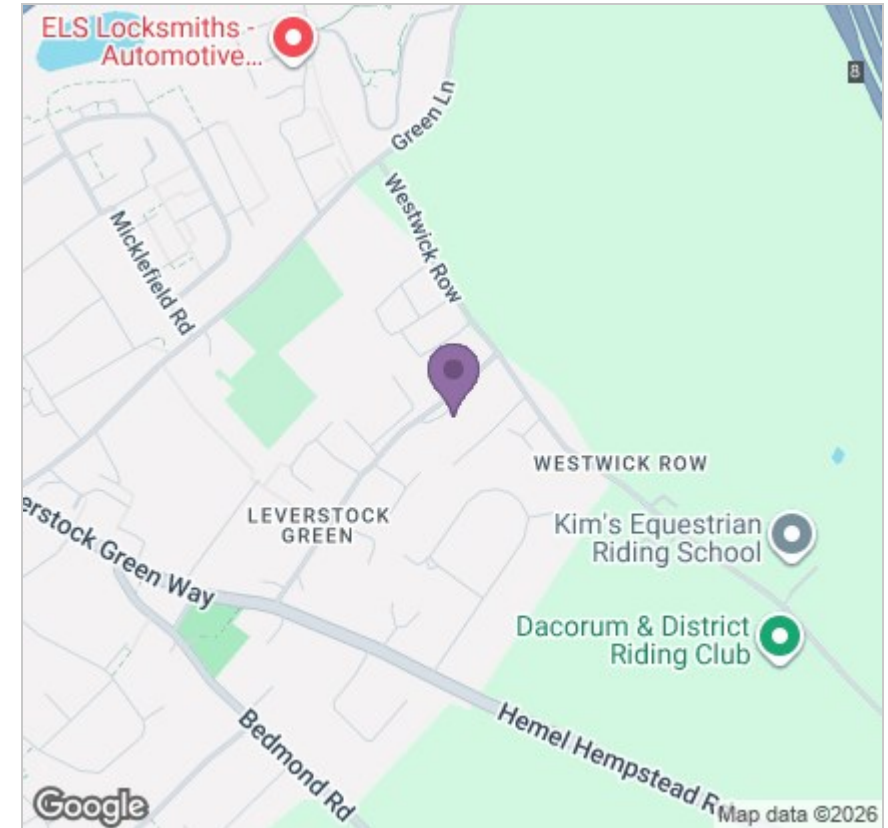 ELS Locksmiths -
Automotive...
8
Green Ln
Westwick Row
Micklefield Rd
WESTWICK ROW
LEVERSTOCK
GREEN
erstock Green Way
Kim's Equestrian
Riding School
Dacorum & District
Riding Club
Hemel Hempstead Rd
Bedmond Rd
Google
Map data ©2026